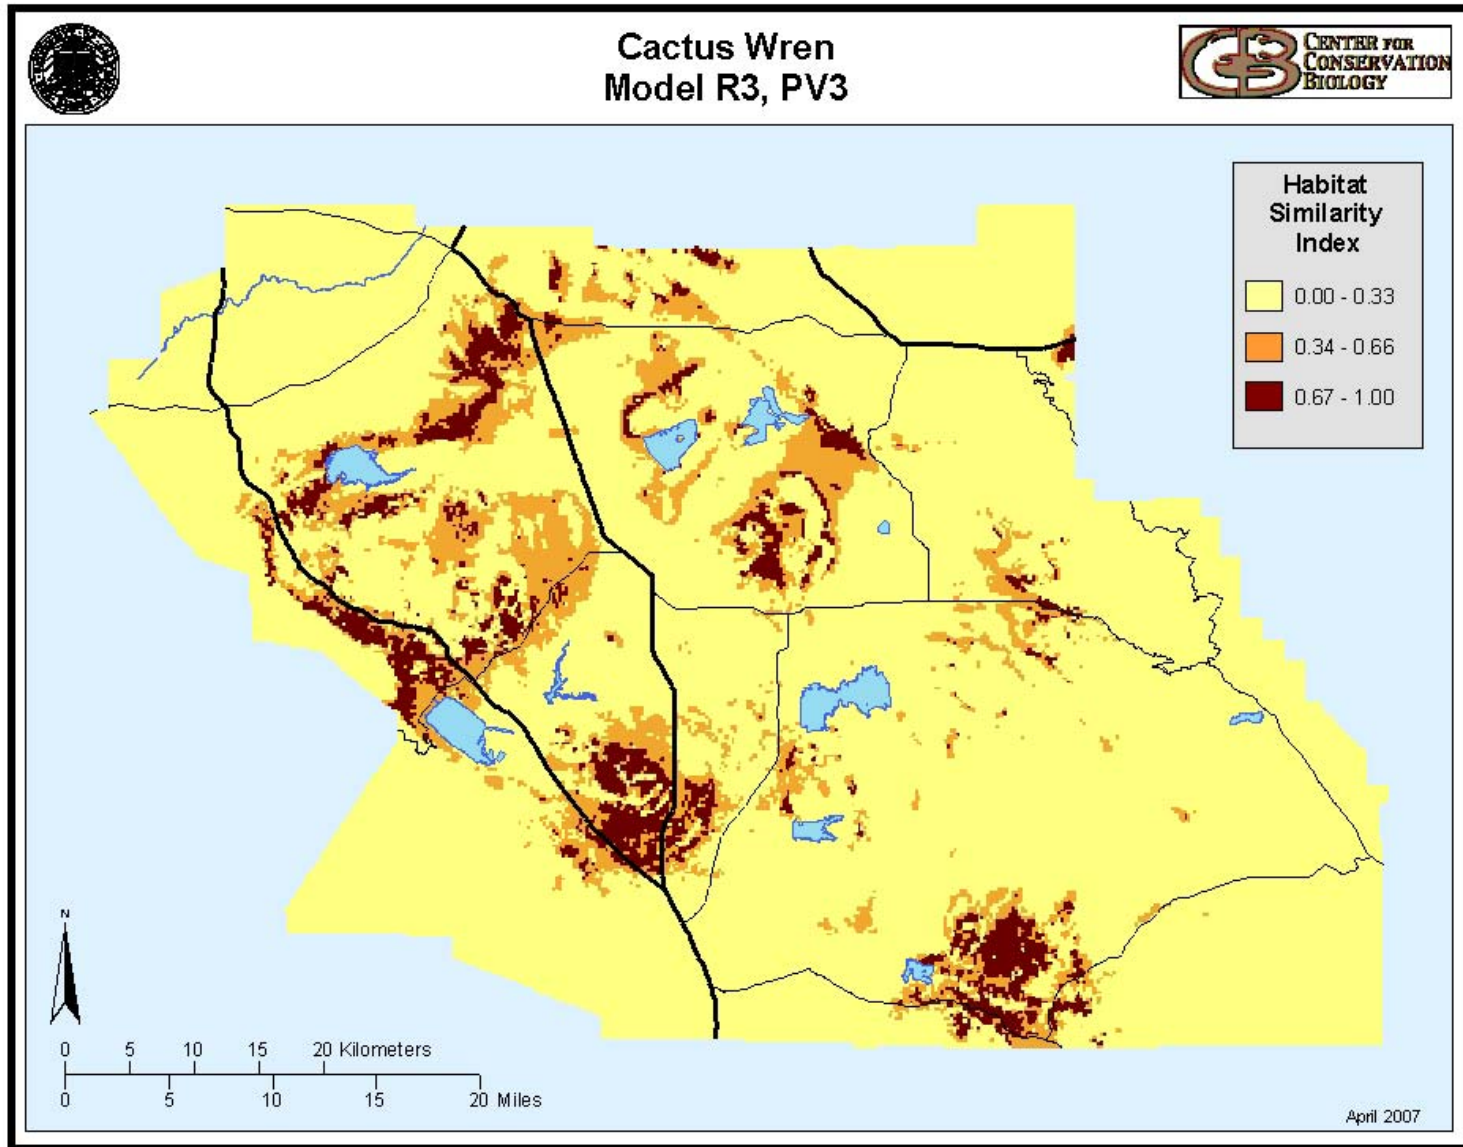 Cactus Wren
Model R3, PV3
CENTER FOR
CONSERVATION
BIOLOGY
Habitat
Similarity
Index
0.00 - 0.33
0.34 - 0.66
0.67 - 1.00
N
0 5 10 15 20 Kilometers
0 5 10 15 20 Miles
April 2007